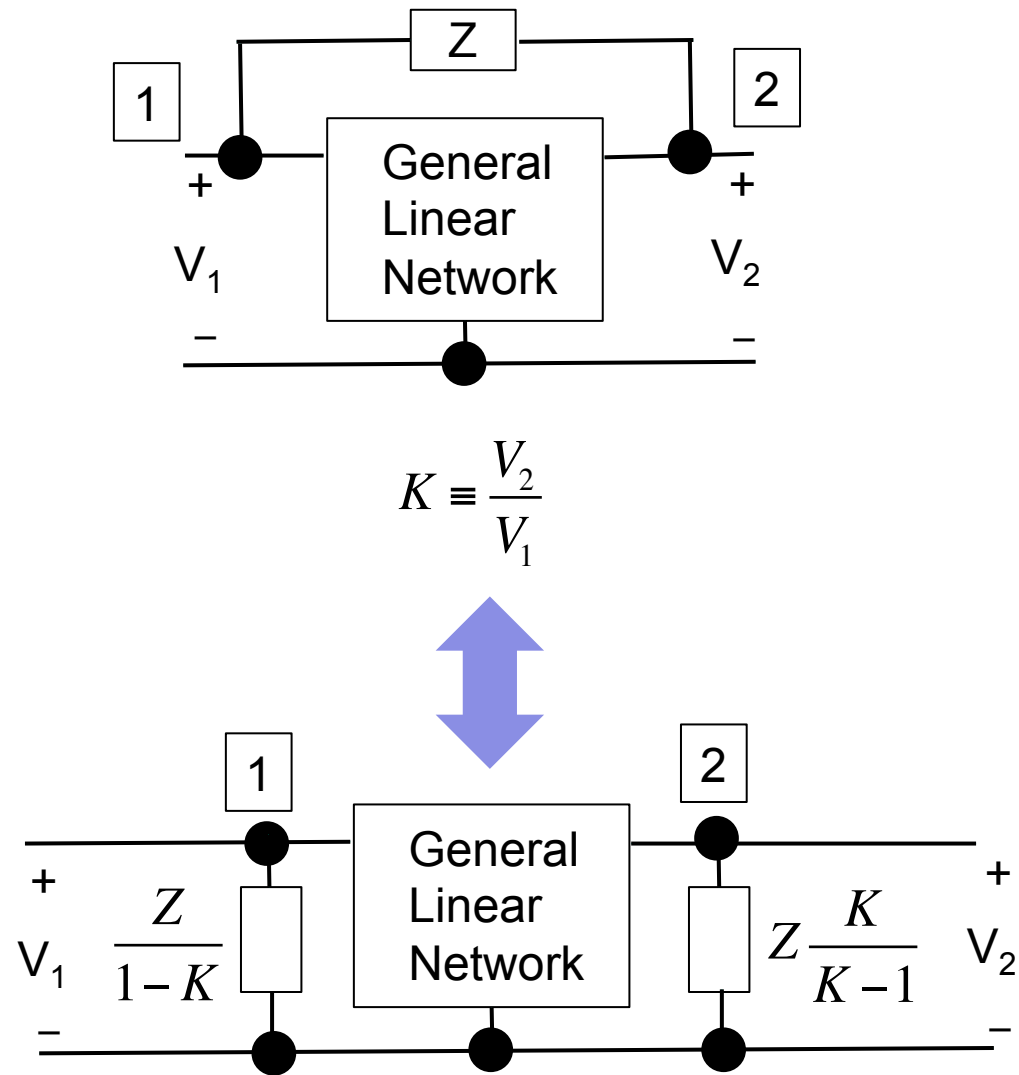 Z
1
2
General
Linear
Network
+
V₁
−
+
V₂
−
K ≡ V₂/V₁
1
2
General
Linear
Network
+
V₁
−
Z/(1−K)
Z K/(K−1)
+
V₂
−